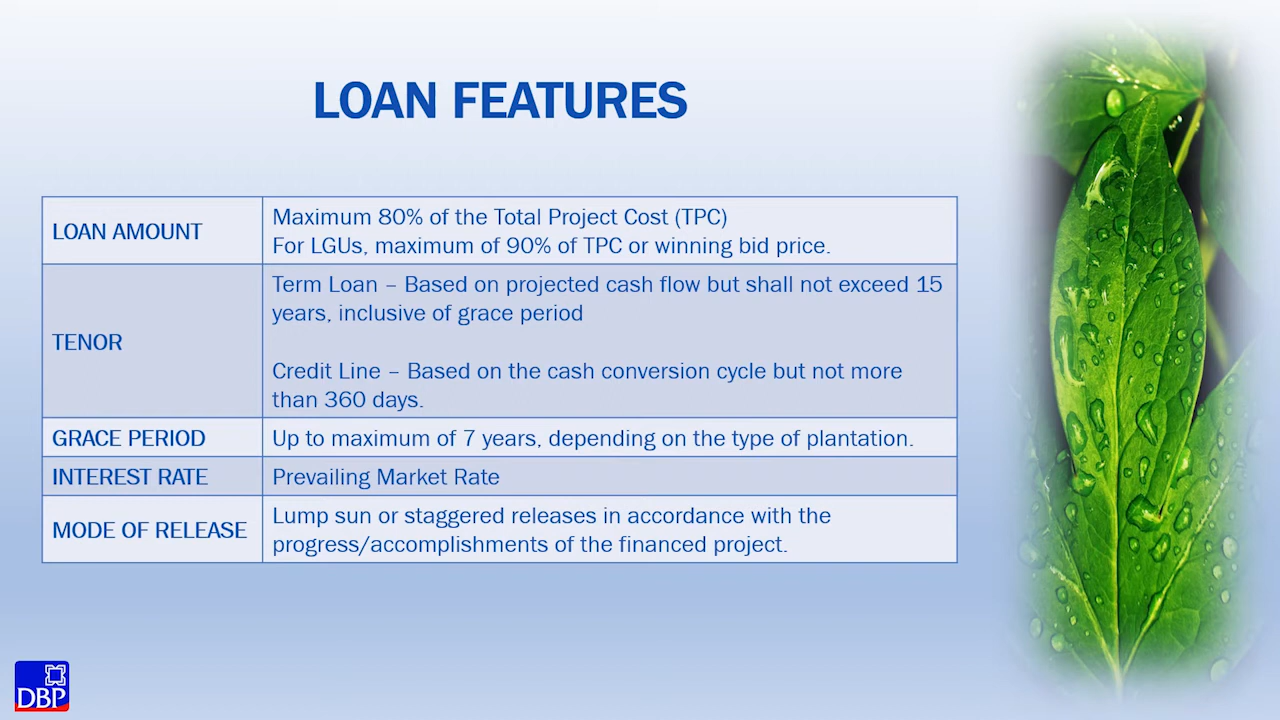 LOAN FEATURES
LOAN AMOUNT
Maximum 80% of the Total Project Cost (TPC)
For LGUs, maximum of 90% of TPC or winning bid price.
TENOR
Term Loan – Based on projected cash flow but shall not exceed 15
years, inclusive of grace period
Credit Line – Based on the cash conversion cycle but not more
than 360 days.
GRACE PERIOD
Up to maximum of 7 years, depending on the type of plantation.
INTEREST RATE
Prevailing Market Rate
MODE OF RELEASE
Lump sun or staggered releases in accordance with the
progress/accomplishments of the financed project.
DBP